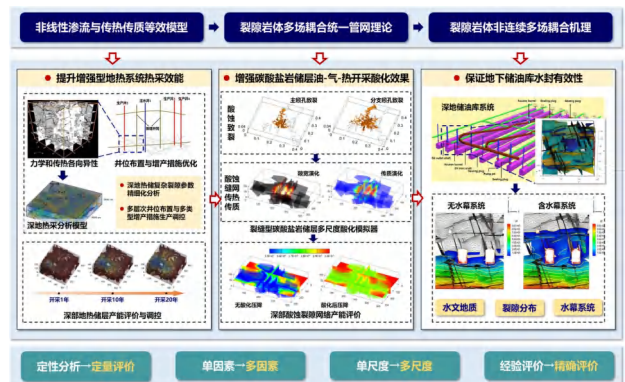 非线性渗流与传热传质等效模型
裂隙岩体多场耦合统一管网理论
裂隙岩体非连续多场耦合机理
提升增强型地热系统热采效能
力学和传热各向异性
井位布置与增产措施优化
深地热采分析模型
深地热储复杂裂隙参数
精细化分析
多层次井位布置与多类
型增产措施生产调控
开采1年
开采10年
开采20年
深部地热储层产能评价与调控
增强碳酸盐岩储层油-气-热开采酸化效果
酸蚀致裂
主经孔致裂
分支经孔致裂
酸蚀缝网传热传质
酸蚀演化
传质演化
裂缝型碳酸盐岩储层多尺度酸化模拟器
无酸化压降
酸化后压降
深部酸蚀裂隙网络产能评价
保证地下储油库水封有效性
深地储油库系统
无水幕系统
含水幕系统
水文地质
裂隙分布
水幕系统
定性分析→定量评价
单因素→多因素
单尺度→多尺度
经验评价→精确评价